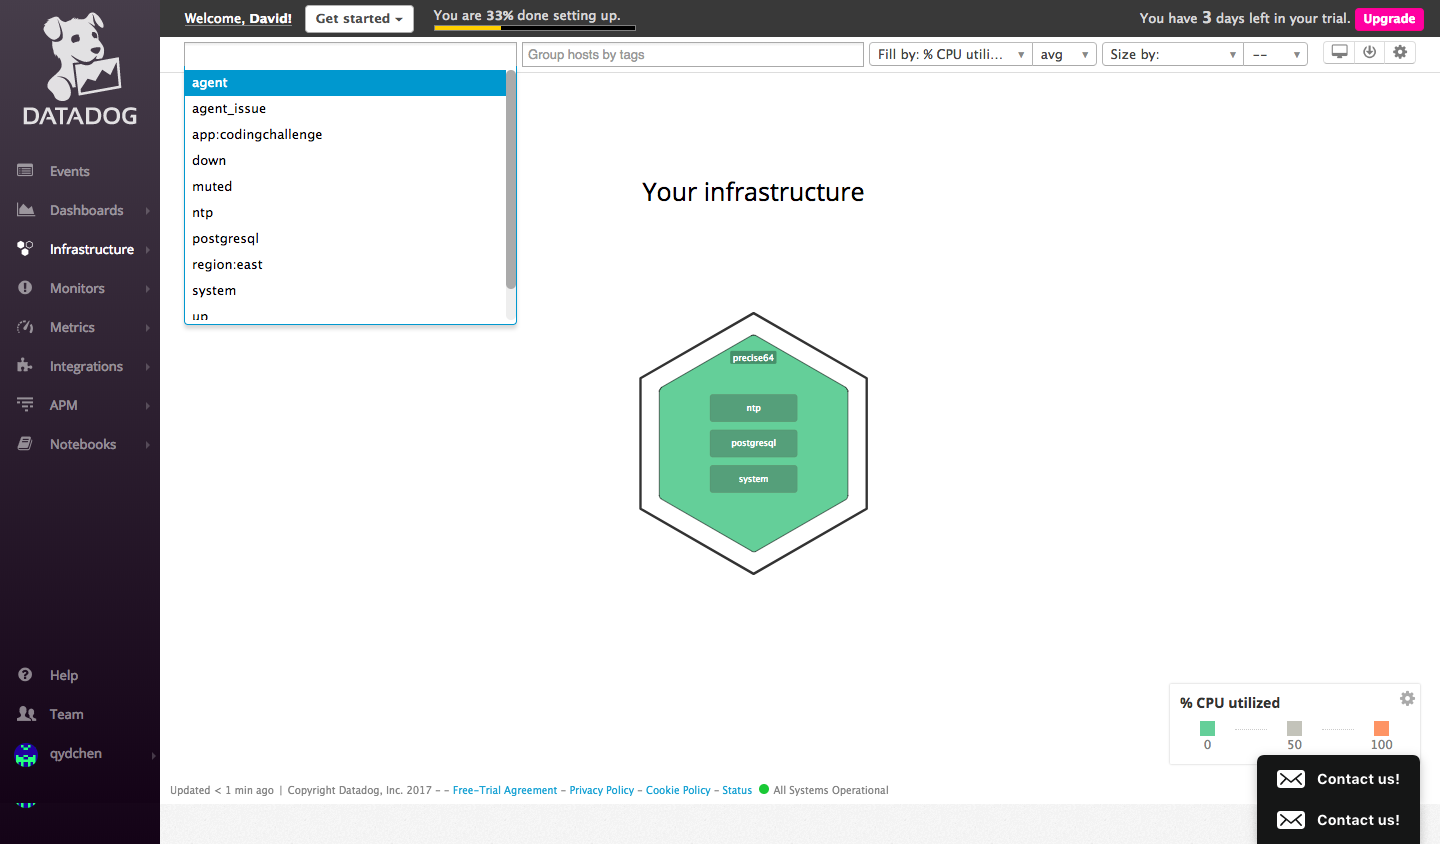 DATADOG
Events
Dashboards
Infrastructure
Monitors
Metrics
Integrations
APM
Notebooks
Help
Team
qydchen
Welcome, David!
Get started
You are 33% done setting up.
You have 3 days left in your trial.
Upgrade
Group hosts by tags
Fill by: % CPU utili...
avg
Size by:
--
agent
agent_issue
app:codingchallenge
down
muted
ntp
postgresql
region:east
system
up
Your infrastructure
precise64
ntp
postgresql
system
% CPU utilized
0
50
100
Updated < 1 min ago | Copyright Datadog, Inc. 2017 - - Free-Trial Agreement - Privacy Policy - Cookie Policy - Status All Systems Operational
Contact us!
Contact us!